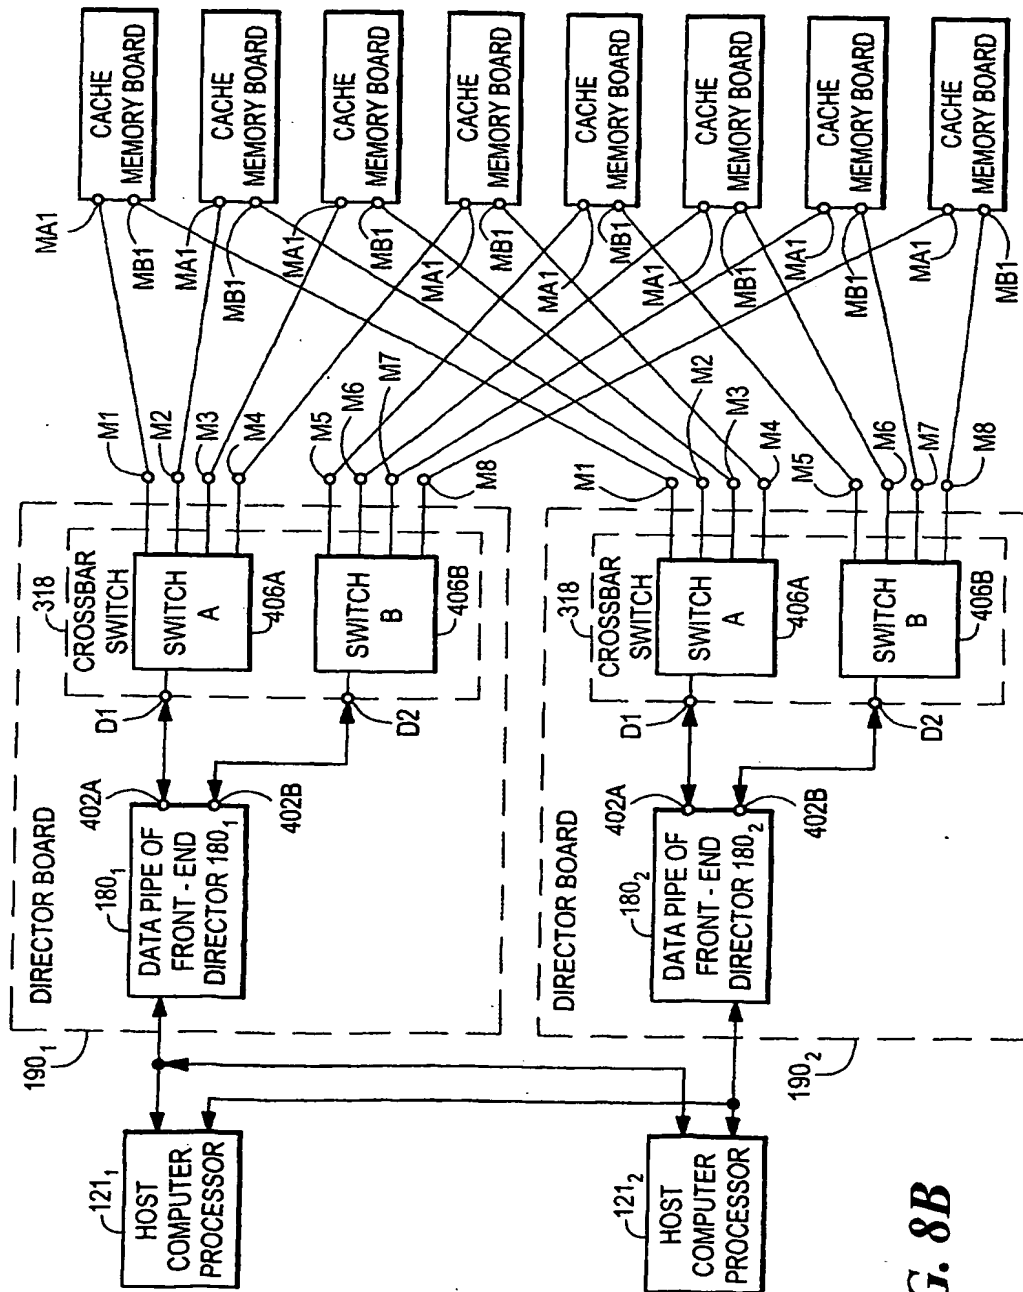 CACHE
MEMORY BOARD
CACHE
MEMORY BOARD
CACHE
MEMORY BOARD
CACHE
MEMORY BOARD
CACHE
MEMORY BOARD
CACHE
MEMORY BOARD
CACHE
MEMORY BOARD
CACHE
MEMORY BOARD
MA1
MB1
MA1
MB1
MA1
MB1
MA1
MB1
MA1
MB1
MA1
MB1
MA1
MB1
MA1
MB1
M1
M2
M3
M4
M5
M6
M7
M8
M1
M2
M3
M4
M5
M6
M7
M8
318
CROSSBAR
SWITCH
SWITCH
A
406A
SWITCH
B
406B
D1
D2
402A
402B
DIRECTOR BOARD
180₁
DATA PIPE OF
FRONT - END
DIRECTOR 180₁
190₁
318
CROSSBAR
SWITCH
SWITCH
A
406A
SWITCH
B
406B
D1
D2
402A
402B
DIRECTOR BOARD
180₂
DATA PIPE OF
FRONT - END
DIRECTOR 180₂
190₂
121₁
HOST
COMPUTER
PROCESSOR
121₂
HOST
COMPUTER
PROCESSOR
G. 8B